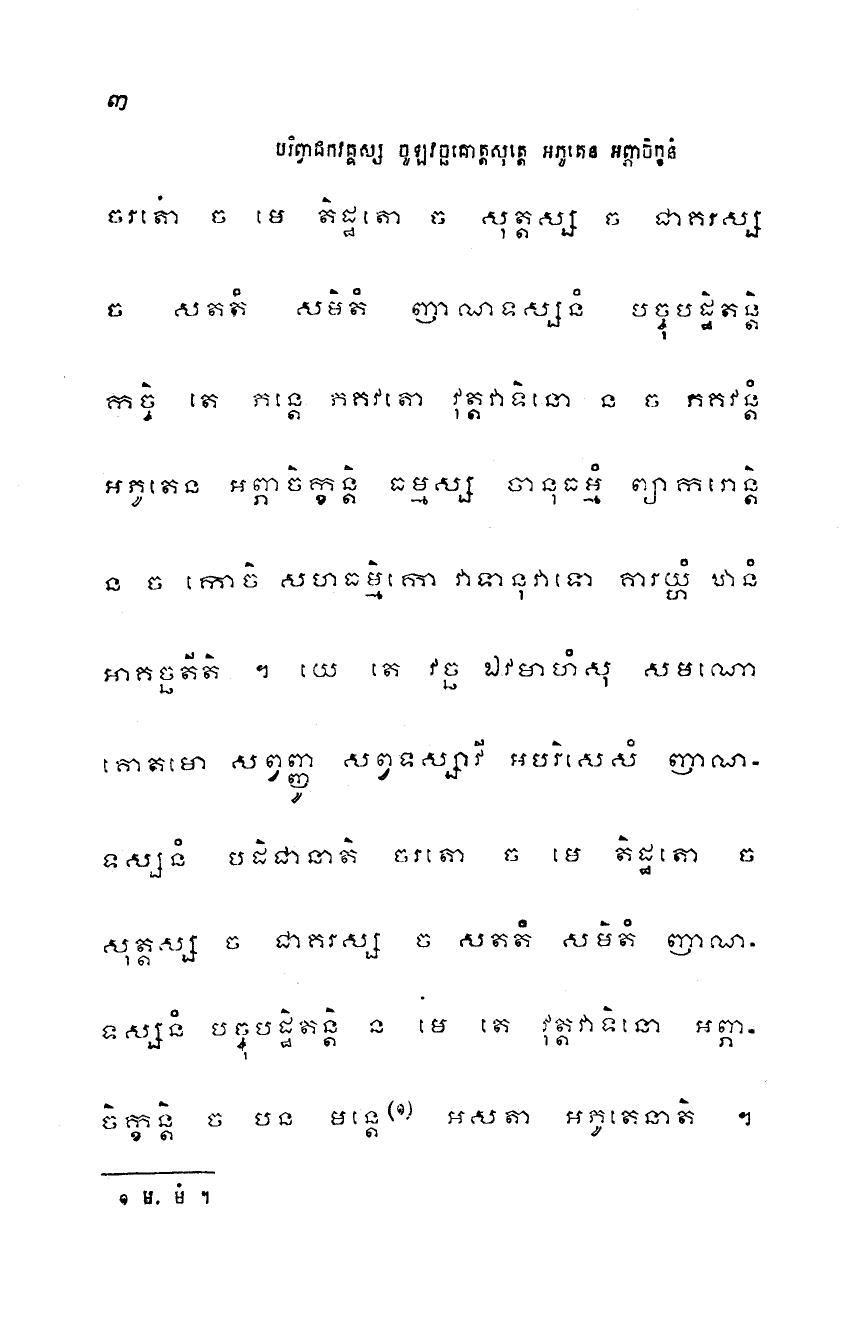 ៣
បរិព្វាជកវគ្គស្ស ចូឡវច្ឆគោត្តសុត្តេ អភូតេន អព្ភាចិក្ខនំ
ចរតោ ច មេ តិដ្ឋតោ ច សុត្តស្ស ច ជាគរស្ស
ច សតតំ សមិតំ ញាណទស្សនំ បច្ចុបដ្ឋិតន្តិ
កច្ចិ តេ ភន្តេ ភគវតោ វុត្តវាទិនោ ន ច ភគវន្តំ
អភូតេន អព្ភាចិក្ខន្តិ ធម្មស្ស ចានុធម្មំ ព្យាករោន្តិ
ន ច កោចិ សហធម្មិកោ វាទានុវាទោ គារយ្ហំ ឋានំ
អាគច្ឆតីតិ ។ យេ តេ វច្ឆ ឯវមាហំសុ សមណោ
គោតមោ សព្វញ្ញូ សព្វទស្សាវី អបរិសេសំ ញាណ-
ទស្សនំ បដិជានាតិ ចរតោ ច មេ តិដ្ឋតោ ច
សុត្តស្ស ច ជាគរស្ស ច សតតំ សមិតំ ញាណ-
ទស្សនំ បច្ចុបដ្ឋិតន្តិ ន មេ តេ វុត្តវាទិនោ អព្ភា-
ចិក្ខន្តិ ច បន មន្តេ(១) អសតា អភូតេនាតិ ។
១ ម. មំ ។